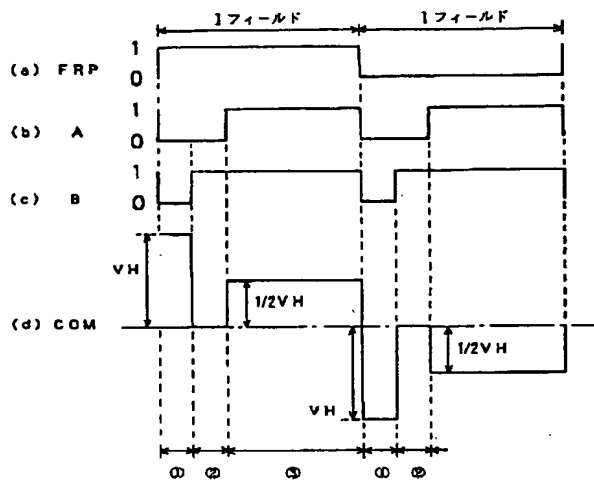 1フィールド 1フィールド
(a) FRP 1 0
(b) A 1 0
(c) B 1 0
VH
1/2VH
(d) COM
1/2VH
VH
① ② ③ ① ②